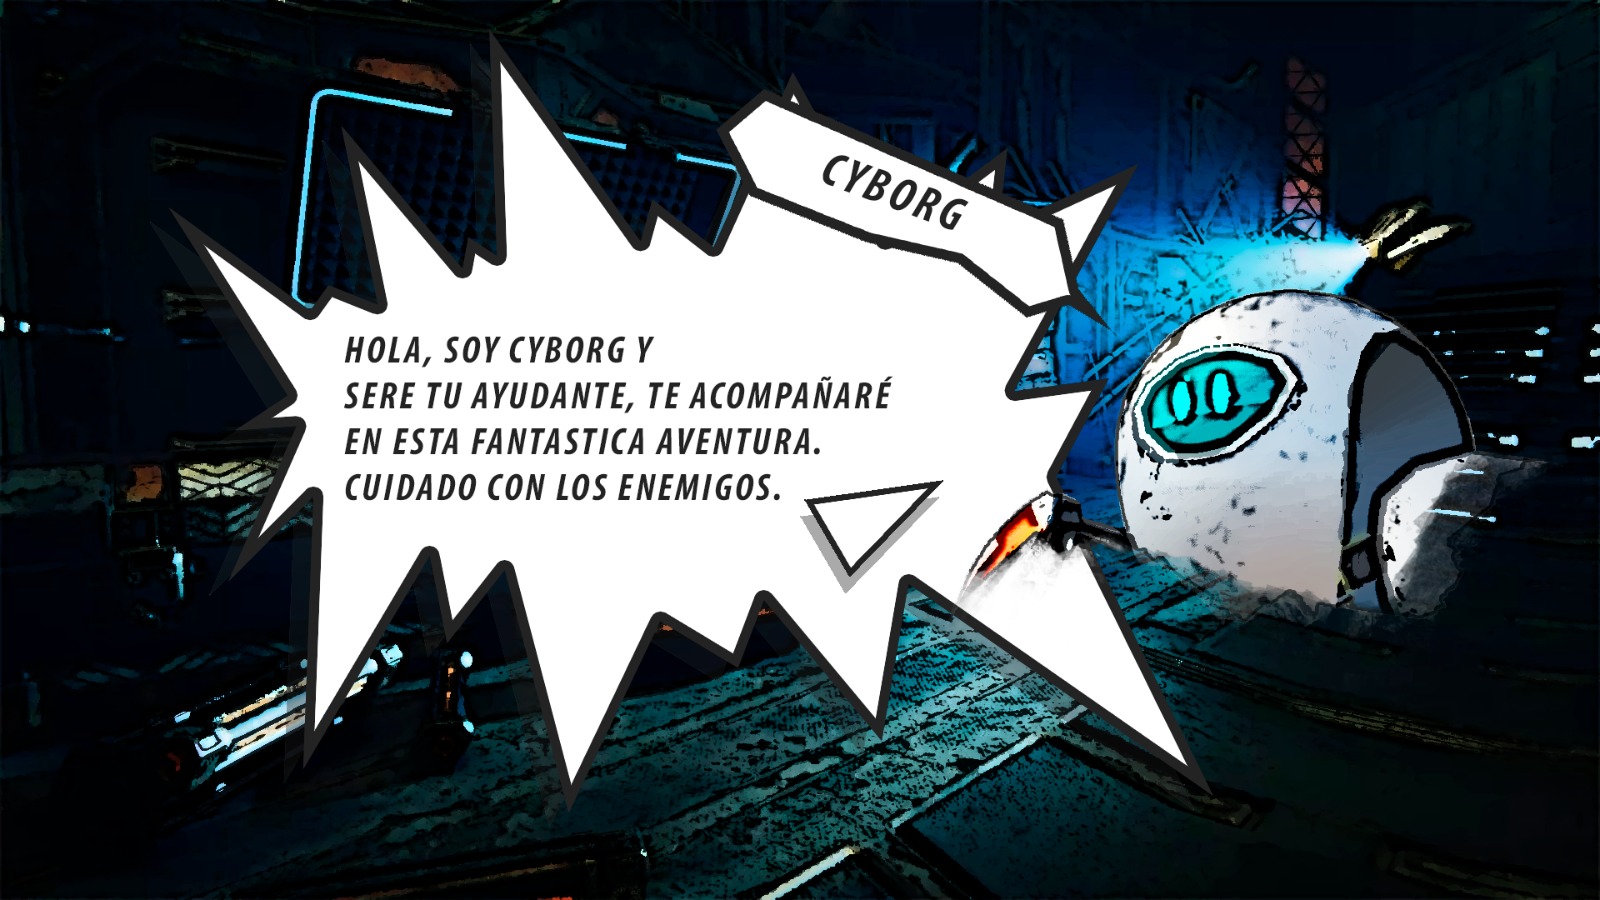 CYBORG
HOLA, SOY CYBORG Y
SERE TU AYUDANTE, TE ACOMPAÑARÉ
EN ESTA FANTASTICA AVENTURA.
CUIDADO CON LOS ENEMIGOS.